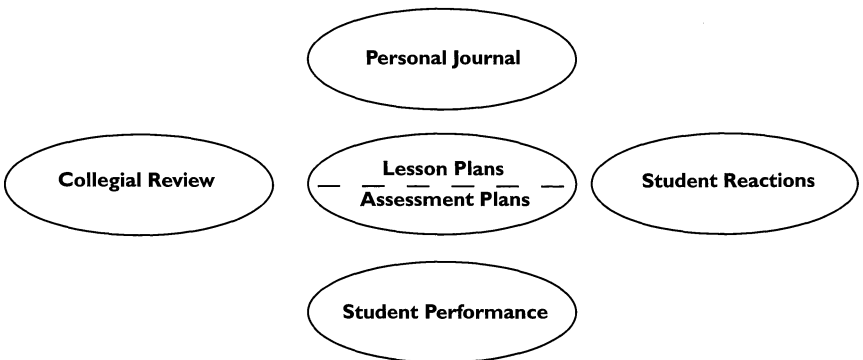 Personal Journal
Collegial Review
Lesson Plans
Assessment Plans
Student Reactions
Student Performance